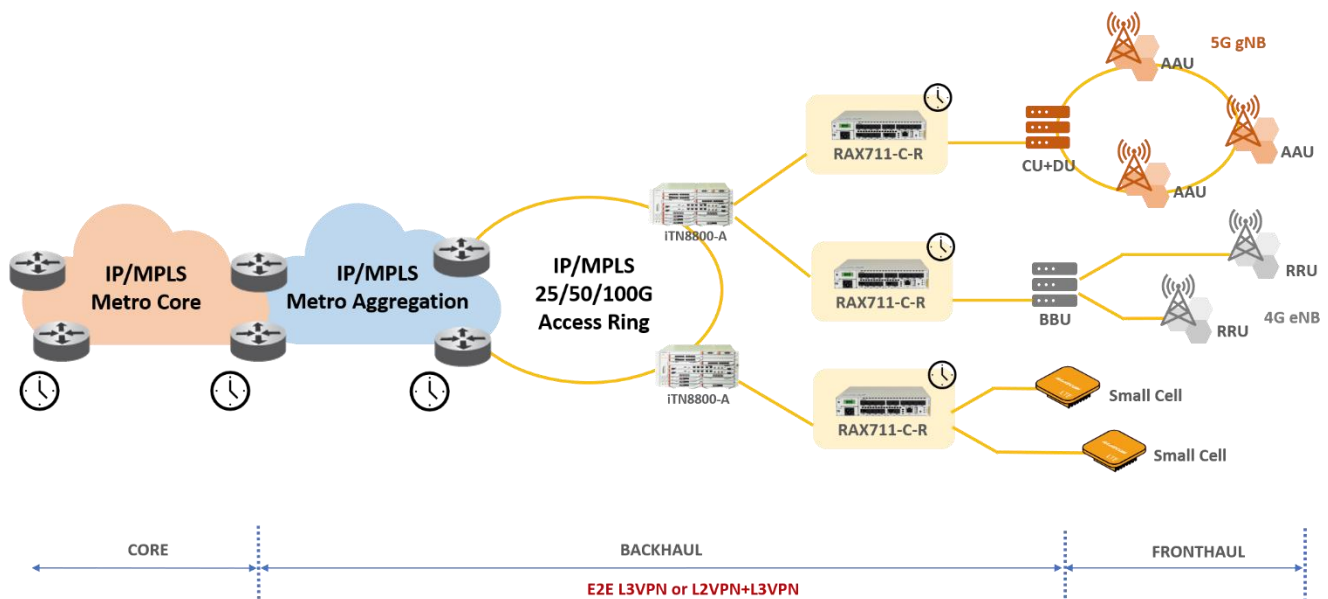 5G gNB
AAU
AAU
AAU
CU+DU
RAX711-C-R
iTN8800-A
IP/MPLS
Metro Core
IP/MPLS
Metro Aggregation
IP/MPLS
25/50/100G
Access Ring
RAX711-C-R
BBU
RRU
RRU
4G eNB
iTN8800-A
RAX711-C-R
LTE
Small Cell
LTE
Small Cell
CORE
BACKHAUL
FRONTHAUL
E2E L3VPN or L2VPN+L3VPN